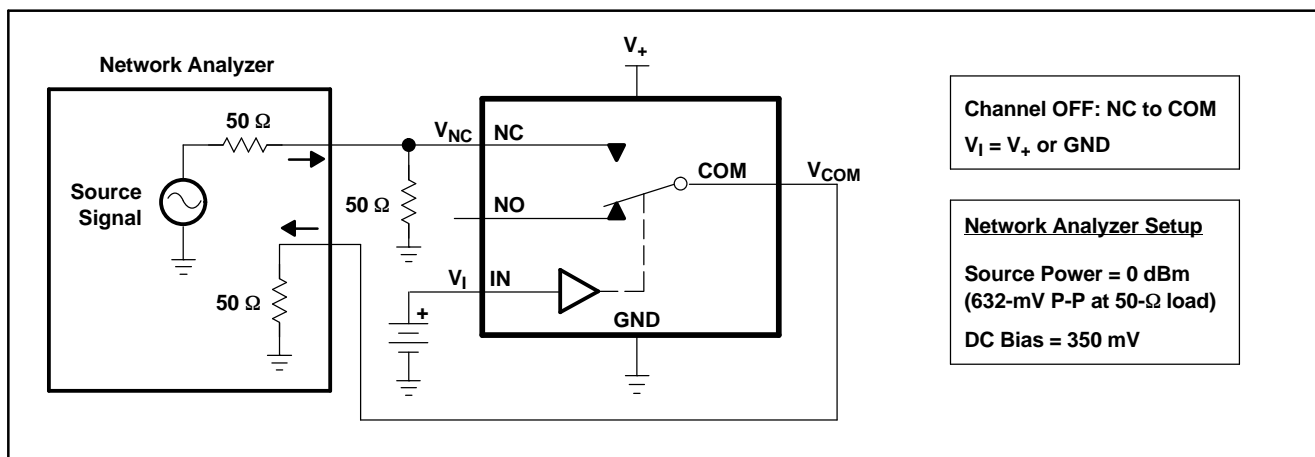 V+
Network Analyzer
50 Ω
VNC
NC
Source
Signal
50 Ω
COM
VCOM
NO
50 Ω
VI
IN
+
GND
Channel OFF: NC to COM
VI = V+ or GND
Network Analyzer Setup
Source Power = 0 dBm
(632-mV P-P at 50-Ω load)
DC Bias = 350 mV